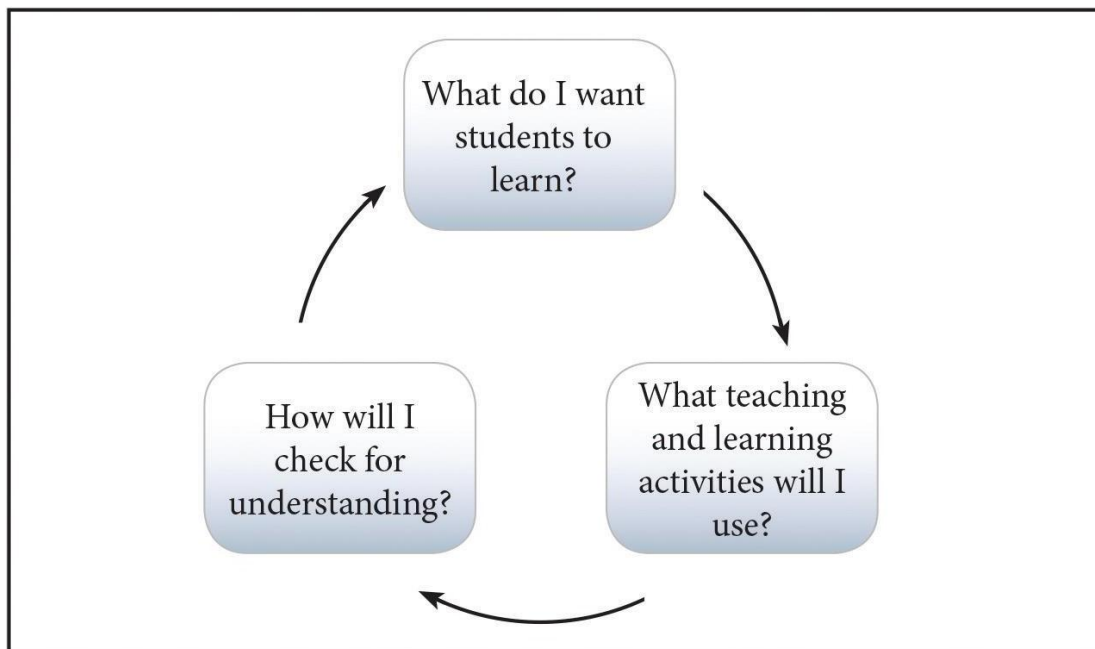 What do I want
students to
learn?
What teaching
and learning
activities will I
use?
How will I
check for
understanding?